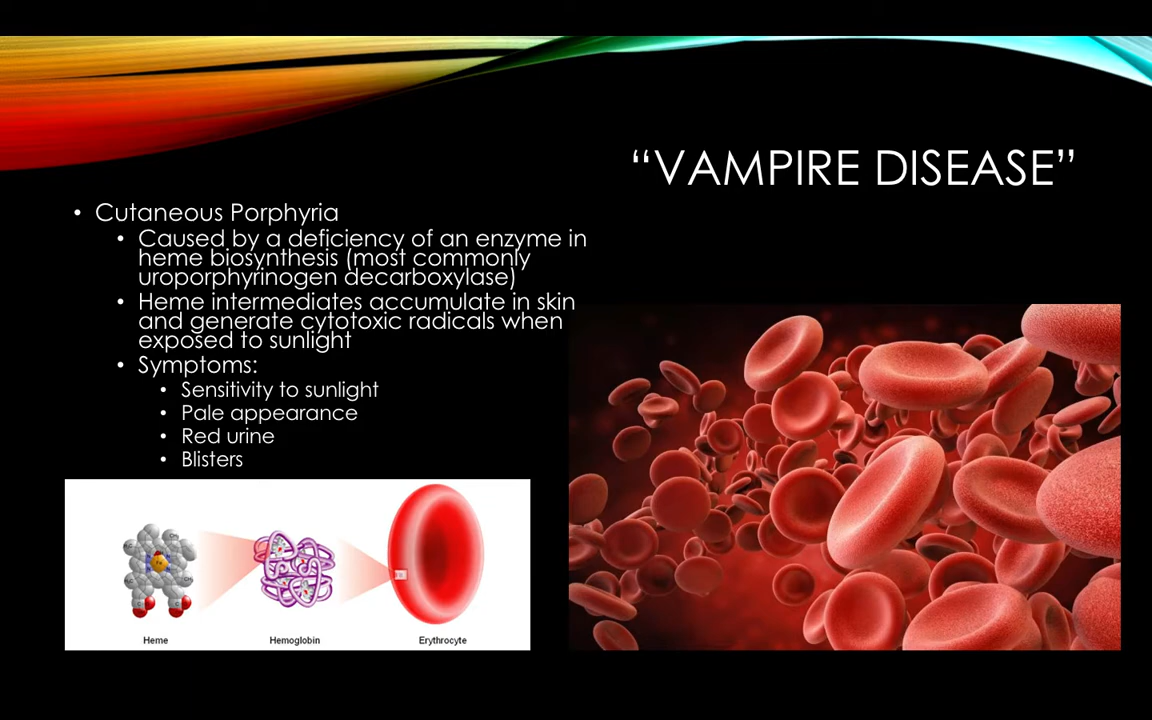 “VAMPIRE DISEASE”
• Cutaneous Porphyria
• Caused by a deficiency of an enzyme in
heme biosynthesis (most commonly
uroporphyrinogen decarboxylase)
• Heme intermediates accumulate in skin
and generate cytotoxic radicals when
exposed to sunlight
• Symptoms:
• Sensitivity to sunlight
• Pale appearance
• Red urine
• Blisters
Heme
Hemoglobin
Erythrocyte